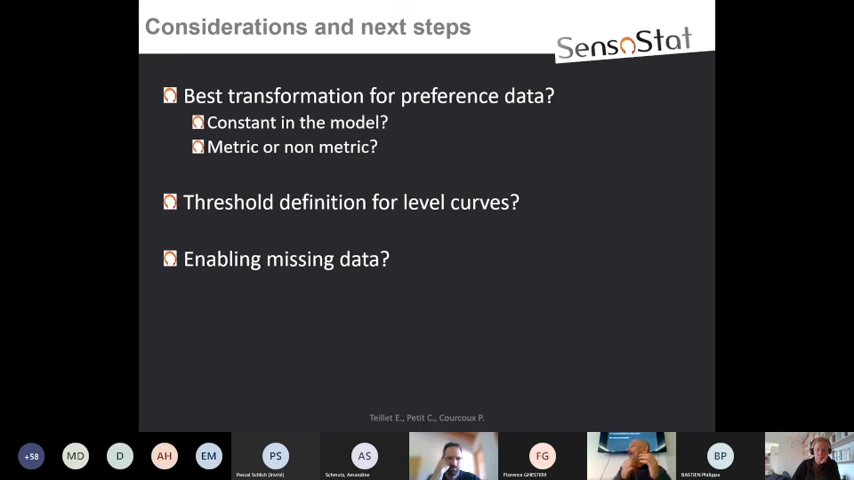 Considerations and next steps
SensoStat
Best transformation for preference data?
Constant in the model?
Metric or non metric?
Threshold definition for level curves?
Enabling missing data?
Teillet E., Petit C., Courcoux P.
+58
MD
D
AH
EM
PS
AS
FG
BP
Pascal Schlich (Invité)
Schmutz, Amandine
Florence GHESTEM
BASTIEN Philippe